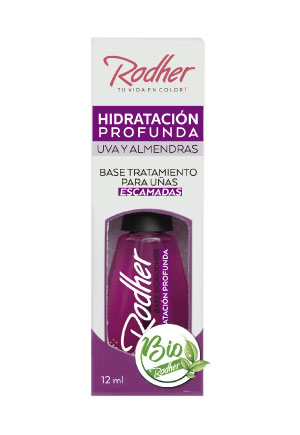 Rodher
TU VIDA EN COLOR!
HIDRATACIÓN
PROFUNDA
UVA Y ALMENDRAS
BASE TRATAMIENTO
PARA UÑAS
ESCAMADAS
Rodher
RATACIÓN PROFUNDA
Bio
Rodher
12 ml